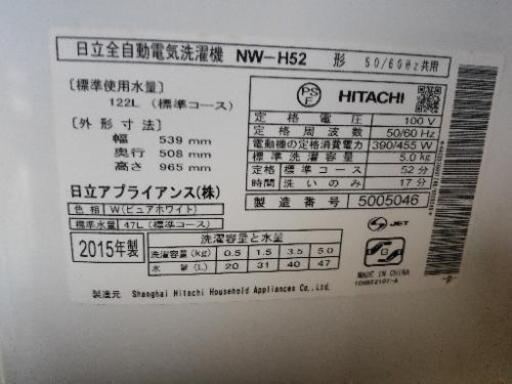 日立全自動電気洗濯機 NW-H52 形 50/60Hz共用
〔標準使用水量〕
122L（標準コース）
〔外形寸法〕
幅 539 mm
奥行 508 mm
高さ 965 mm
日立アプライアンス(株)
色相 W(ピュアホワイト)
標準水量 47L（標準コース）
PS
E
HITACHI
定格電圧 100 V
定格周波数 50/60 Hz
電動機の定格消費電力 390/455 W
標準洗濯容量 5.0kg
定格 標準コース 52分
時間 洗いのみ 17分
製造番号 5005046
2015年製
洗濯容量と水量
洗濯容量(kg) 0.5 1.5 3.5 5.0
水量(L) 20 31 40 47
JET
G
MADE IN CHINA
製造元 Shanghai Hitachi Household Appliances Co.,Ltd.